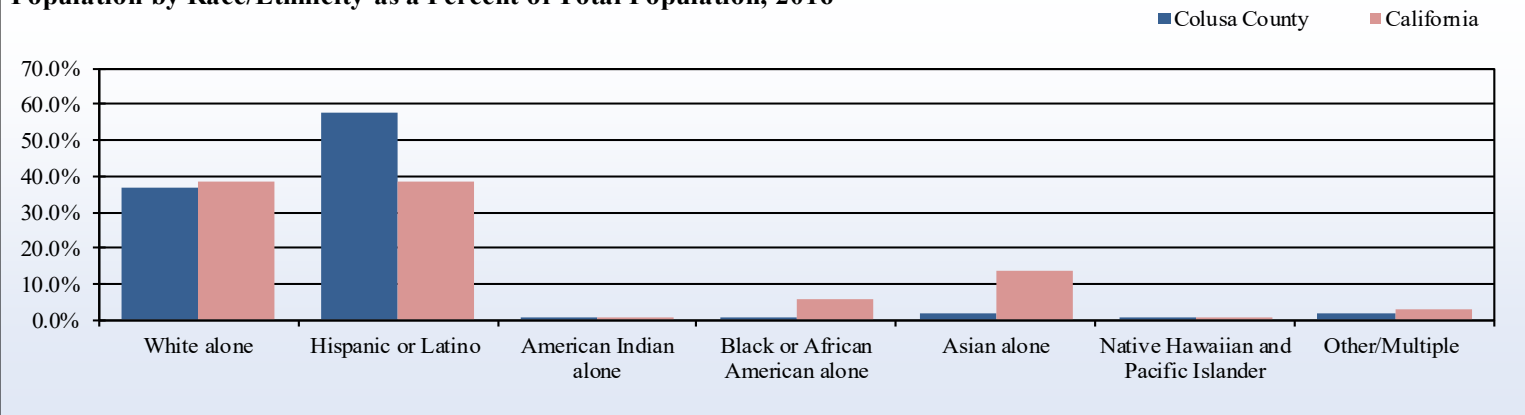 Population by Race/Ethnicity as a Percent of Total Population, 2016
Colusa County
California
70.0%
60.0%
50.0%
40.0%
30.0%
20.0%
10.0%
0.0%
White alone
Hispanic or Latino
American Indian
alone
Black or African
American alone
Asian alone
Native Hawaiian and
Pacific Islander
Other/Multiple